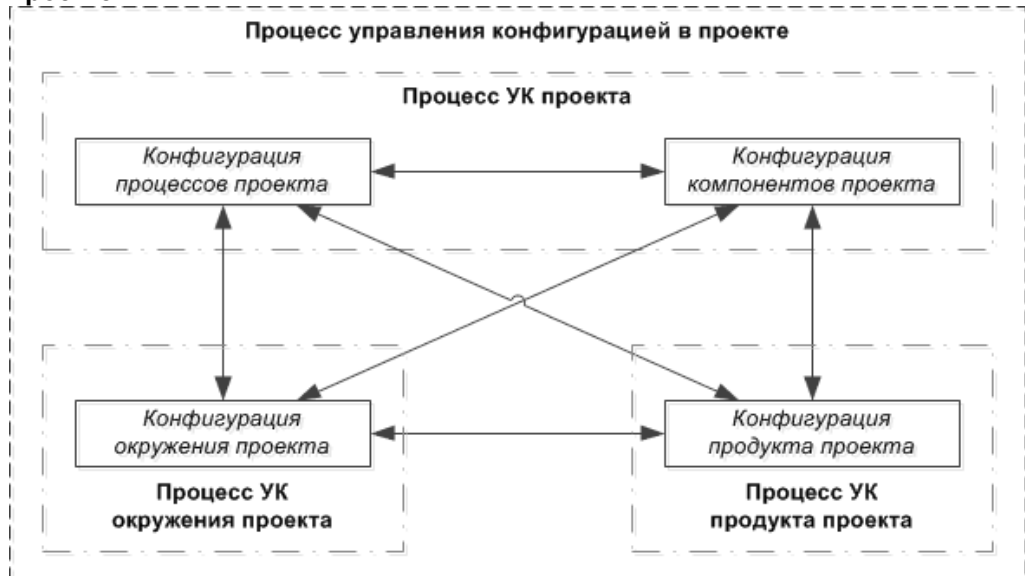 Процесс управления конфигурацией в проекте
Процесс УК проекта
Конфигурация
процессов проекта
Конфигурация
компонентов проекта
Конфигурация
окружения проекта
Конфигурация
продукта проекта
Процесс УК
окружения проекта
Процесс УК
продукта проекта